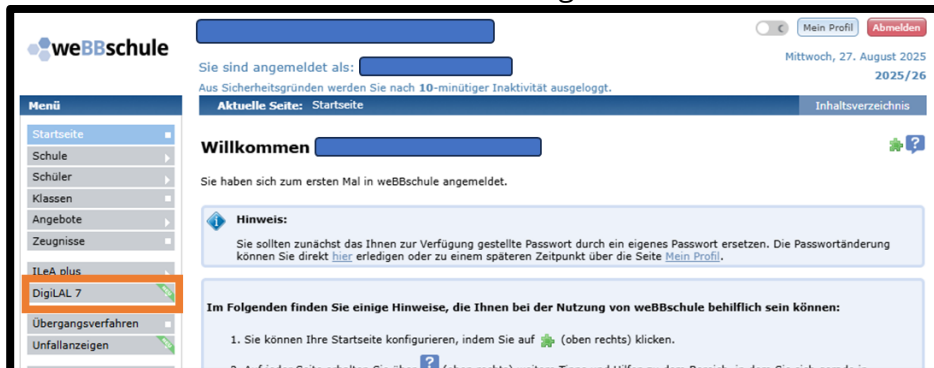 weBBschule
Mein Profil
Abmelden
Mittwoch, 27. August 2025
Sie sind angemeldet als:
2025/26
Aus Sicherheitsgründen werden Sie nach 10-minütiger Inaktivität ausgeloggt.
Menü
Aktuelle Seite: Startseite
Inhaltsverzeichnis
Startseite
Schule
Schüler
Klassen
Angebote
Zeugnisse
ILeA plus
DigiLAL 7
Übergangsverfahren
Unfallanzeigen
Willkommen
Sie haben sich zum ersten Mal in weBBschule angemeldet.
Hinweis:
Sie sollten zunächst das Ihnen zur Verfügung gestellte Passwort durch ein eigenes Passwort ersetzen. Die Passwortänderung
können Sie direkt hier erledigen oder zu einem späteren Zeitpunkt über die Seite Mein Profil.
Im Folgenden finden Sie einige Hinweise, die Ihnen bei der Nutzung von weBBschule behilflich sein können:
1. Sie können Ihre Startseite konfigurieren, indem Sie auf (oben rechts) klicken.